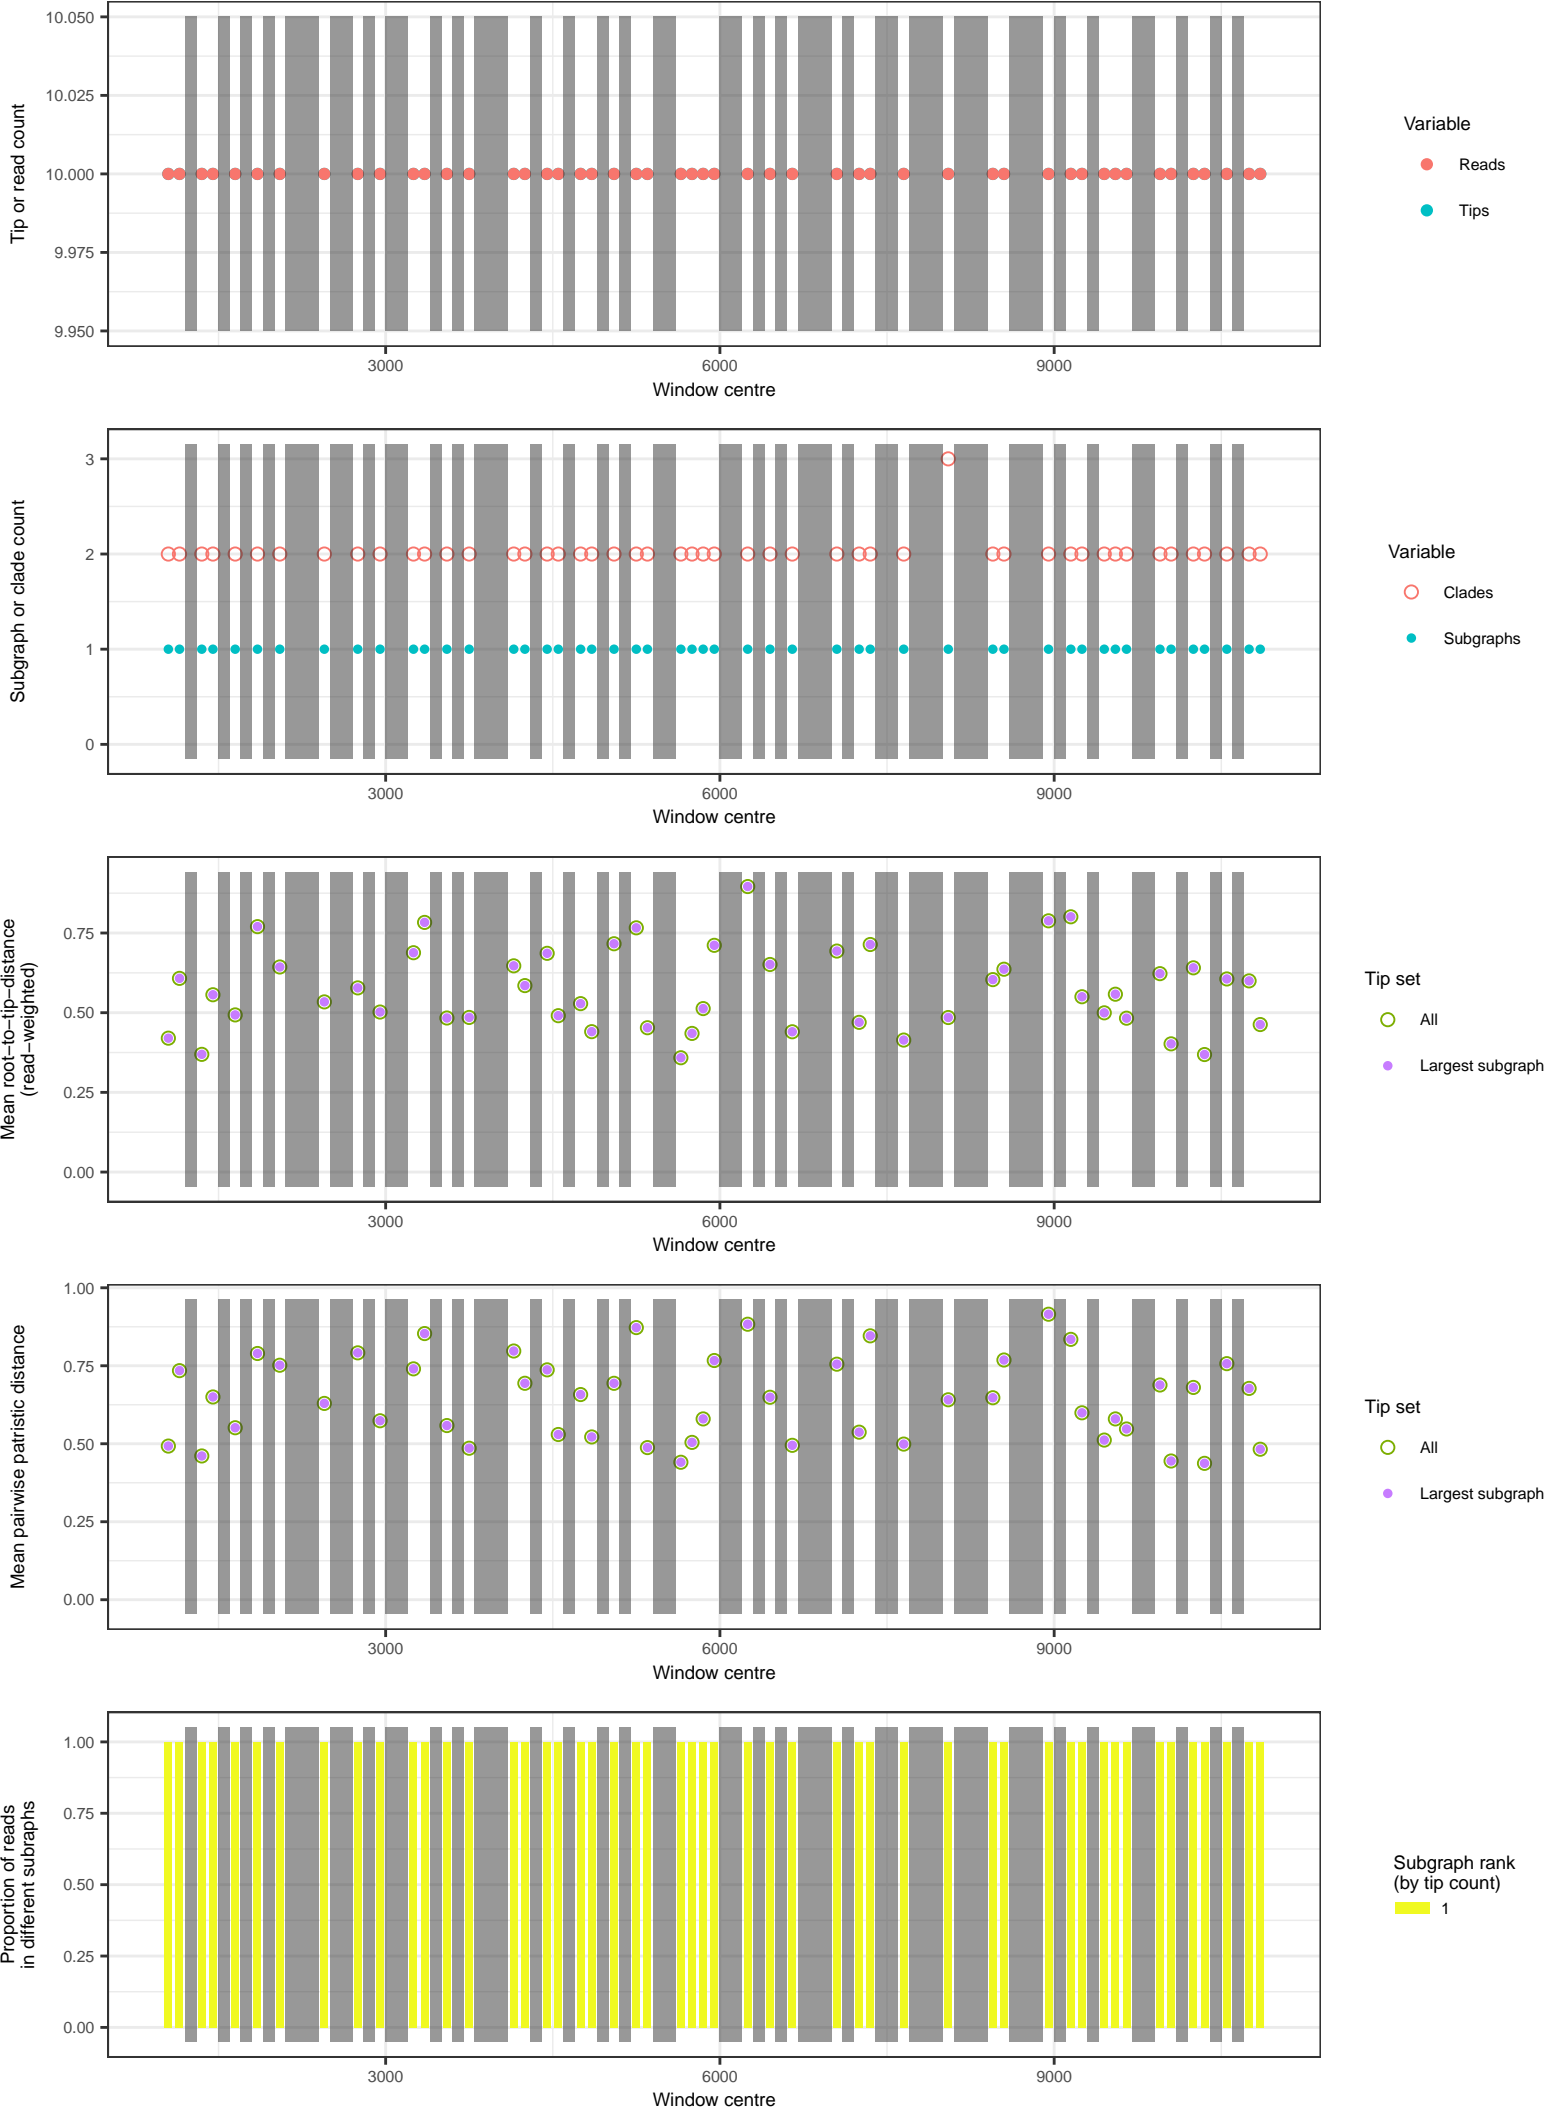 10.050
10.025
10.000
9.975
9.950
Tip or read count
3000
6000
9000
Window centre
Variable
Reads
Tips
3
2
1
0
Subgraph or clade count
3000
6000
9000
Window centre
Variable
Clades
Subgraphs
0.75
0.50
0.25
0.00
Mean root−to−tip−distance
(read−weighted)
3000
6000
9000
Window centre
Tip set
All
Largest subgraph
1.00
0.75
0.50
0.25
0.00
Mean pairwise patristic distance
3000
6000
9000
Window centre
Tip set
All
Largest subgraph
1.00
0.75
0.50
0.25
0.00
Proportion of reads
in different subraphs
3000
6000
9000
Window centre
Subgraph rank
(by tip count)
1